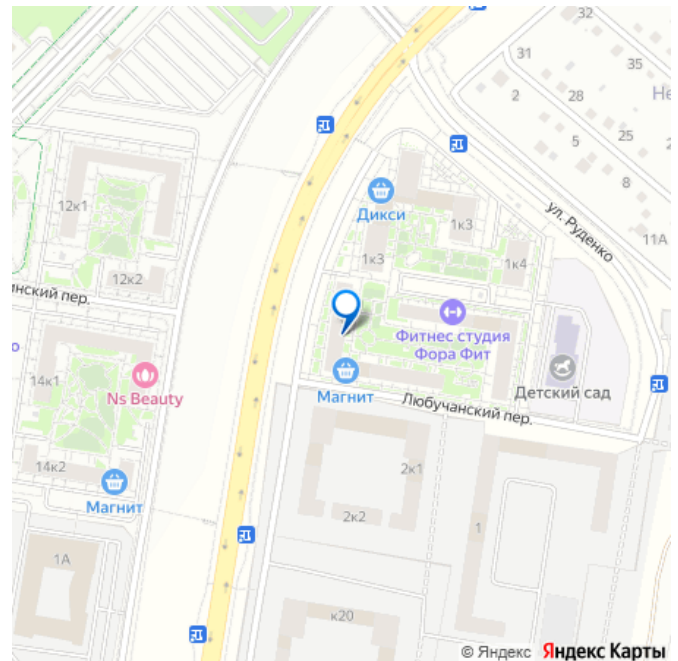 32
31
35
Не
2
28
5
25
2
8
11А
ул. Руденко
12к1
Дикси
1к3
1к3
1к4
12к2
инский пер.
Фитнес студия
Фора Фит
о
14к1
Ns Beauty
Магнит
Детский сад
Любучанский пер.
14к2
Магнит
2к1
2к2
1
1А
к20
© Яндекс Яндекс Карты